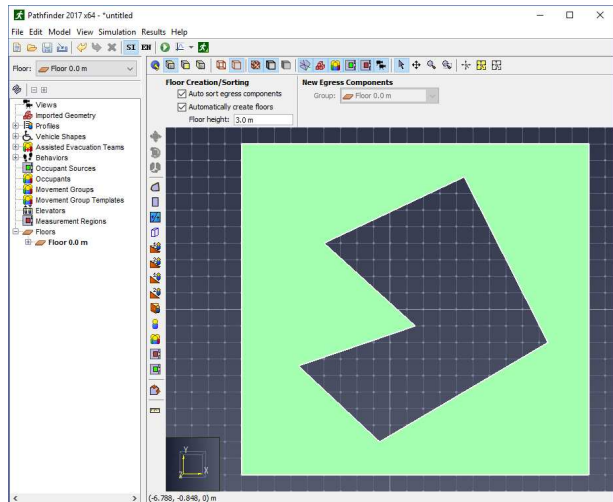 Pathfinder 2017 x64 - *untitled
File Edit Model View Simulation Results Help
SI EN
Floor: Floor 0.0 m
Floor Creation/Sorting
Auto sort egress components
Automatically create floors
Floor height: 3.0 m
New Egress Components
Group: Floor 0.0 m
Views
Imported Geometry
Profiles
Vehicle Shapes
Assisted Evacuation Teams
Behaviors
Occupant Sources
Occupants
Movement Groups
Movement Group Templates
Elevators
Measurement Regions
Floors
Floor 0.0 m
Y
Z X
(-6.788, -0.848, 0) m